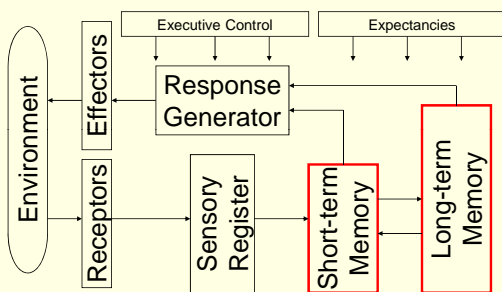 Executive Control
Expectancies
Environment
Effectors
Response
Generator
Receptors
Sensory
Register
Short-term
Memory
Long-term
Memory